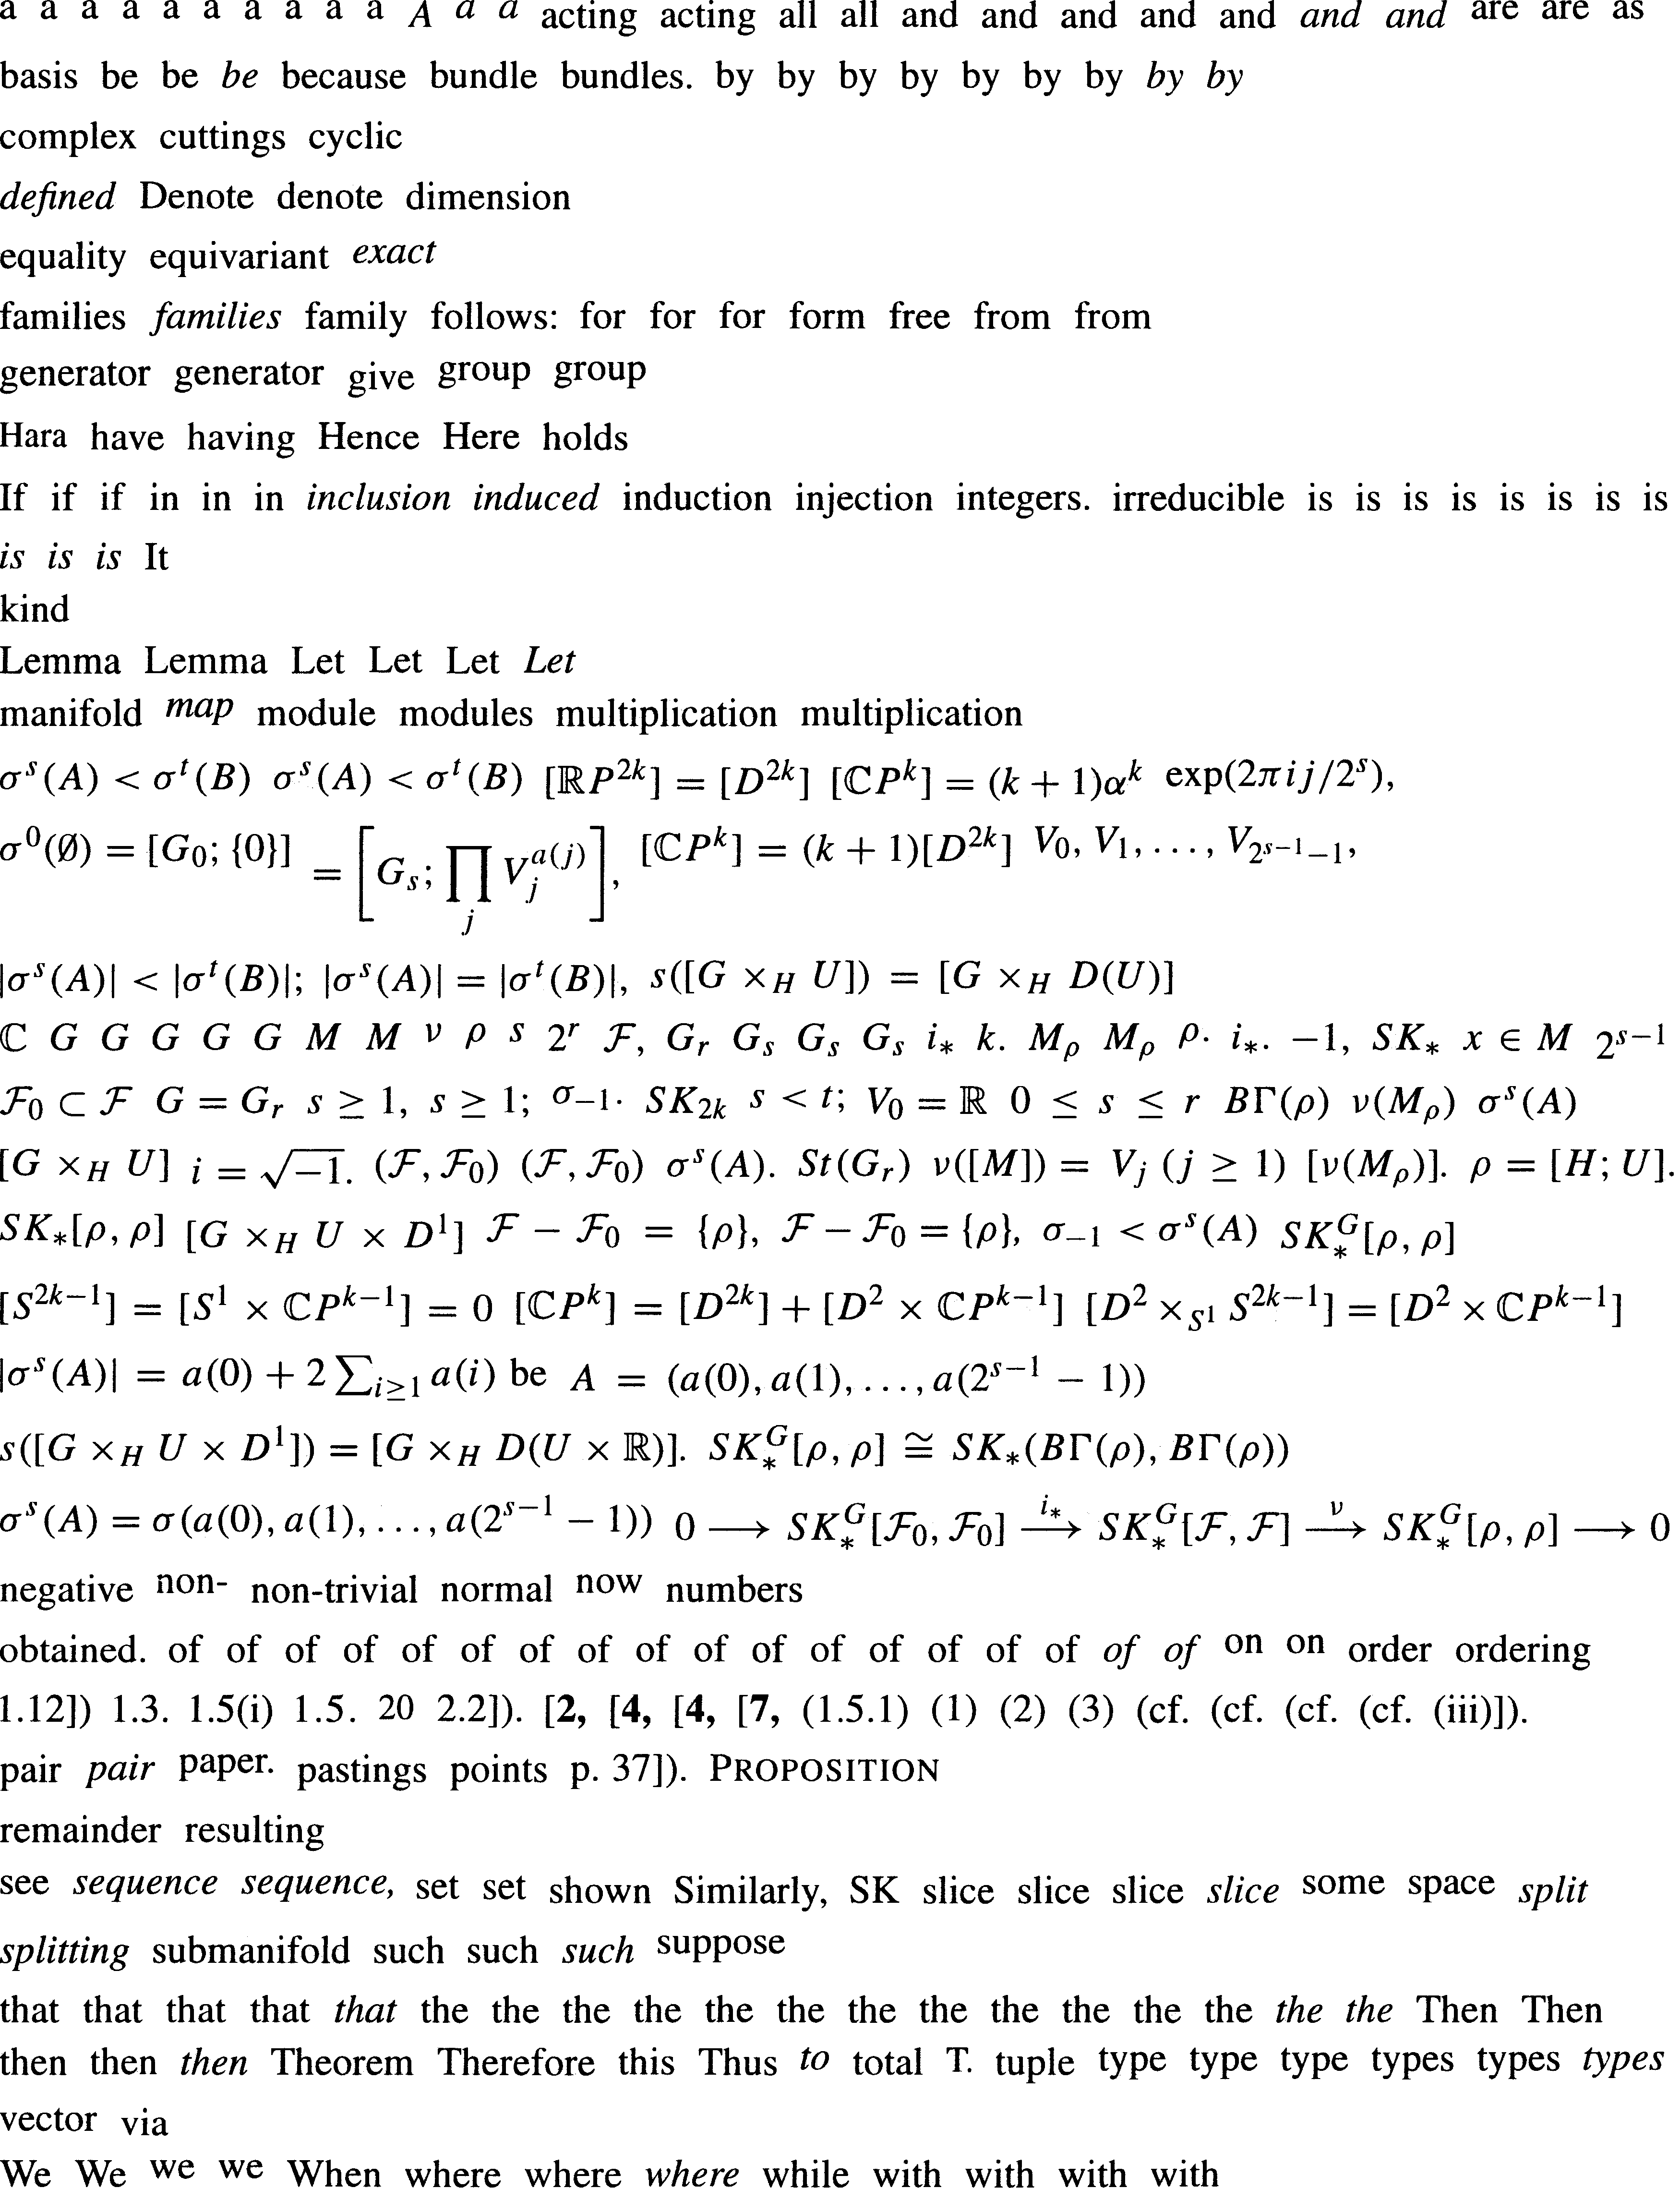 a a a a a a a a a a A a a acting acting all all and and and and and and and are are as
basis be be be because bundle bundles. by by by by by by by by by
complex cuttings cyclic
defined Denote denote dimension
equality equivariant exact
families families family follows: for for for form free from from
generator generator give group group
Hara have having Hence Here holds
If if if in in in inclusion induced induction injection integers. irreducible is is is is is is is is
is is is It
kind
Lemma Lemma Let Let Let Let
manifold map module modules multiplication multiplication
σ^s(A) < σ^t(B) σ^s(A) < σ^t(B) [ℝP^{2k}] = [D^{2k}] [ℂP^k] = (k + 1)α^k exp(2πij/2^s),
σ^0(∅) = [G_0; {0}] = [G_s; ∏_j V_j^{a(j)}], [ℂP^k] = (k + 1)[D^{2k}] V_0, V_1, . . . , V_{2^{s−1}−1},
|σ^s(A)| < |σ^t(B)|; |σ^s(A)| = |σ^t(B)|, s([G ×_H U]) = [G ×_H D(U)]
ℂ G G G G G M M ν ρ s 2^r ℱ, G_r G_s G_s G_s i_* k. M_ρ M_ρ ρ. i_*. −1, SK_* x ∈ M 2^{s−1}
ℱ_0 ⊂ ℱ G = G_r s ≥ 1, s ≥ 1; σ_{−1}. SK_{2k} s < t; V_0 = ℝ 0 ≤ s ≤ r BΓ(ρ) ν(M_ρ) σ^s(A)
[G ×_H U] i = √−1. (ℱ, ℱ_0) (ℱ, ℱ_0) σ^s(A). St(G_r) ν([M]) = V_j (j ≥ 1) [ν(M_ρ)]. ρ = [H; U].
SK_*[ρ, ρ] [G ×_H U × D^1] ℱ − ℱ_0 = {ρ}, ℱ − ℱ_0 = {ρ}, σ_{−1} < σ^s(A) SK_*^G[ρ, ρ]
[S^{2k−1}] = [S^1 × ℂP^{k−1}] = 0 [ℂP^k] = [D^{2k}] + [D^2 × ℂP^{k−1}] [D^2 ×_{S^1} S^{2k−1}] = [D^2 × ℂP^{k−1}]
|σ^s(A)| = a(0) + 2 ∑_{i≥1} a(i) be A = (a(0), a(1), . . . , a(2^{s−1} − 1))
s([G ×_H U × D^1]) = [G ×_H D(U × ℝ)]. SK_*^G[ρ, ρ] ≅ SK_*(BΓ(ρ), BΓ(ρ))
σ^s(A) = σ(a(0), a(1), . . . , a(2^{s−1} − 1)) 0 ⟶ SK_*^G[ℱ_0, ℱ_0] ⟶^{i_*} SK_*^G[ℱ, ℱ] ⟶^{ν} SK_*^G[ρ, ρ] ⟶ 0
negative non- non-trivial normal now numbers
obtained. of of of of of of of of of of of of of of of of of of on on order ordering
1.12]) 1.3. 1.5(i) 1.5. 20 2.2]). [2, [4, [4, [7, (1.5.1) (1) (2) (3) (cf. (cf. (cf. (cf. (iii)]).
pair pair paper. pastings points p. 37]). PROPOSITION
remainder resulting
see sequence sequence, set set shown Similarly, SK slice slice slice slice some space split
splitting submanifold such such such suppose
that that that that that the the the the the the the the the the the the the the Then Then
then then then Theorem Therefore this Thus to total T. tuple type type type types types types
vector via
We We we we When where where where while with with with with